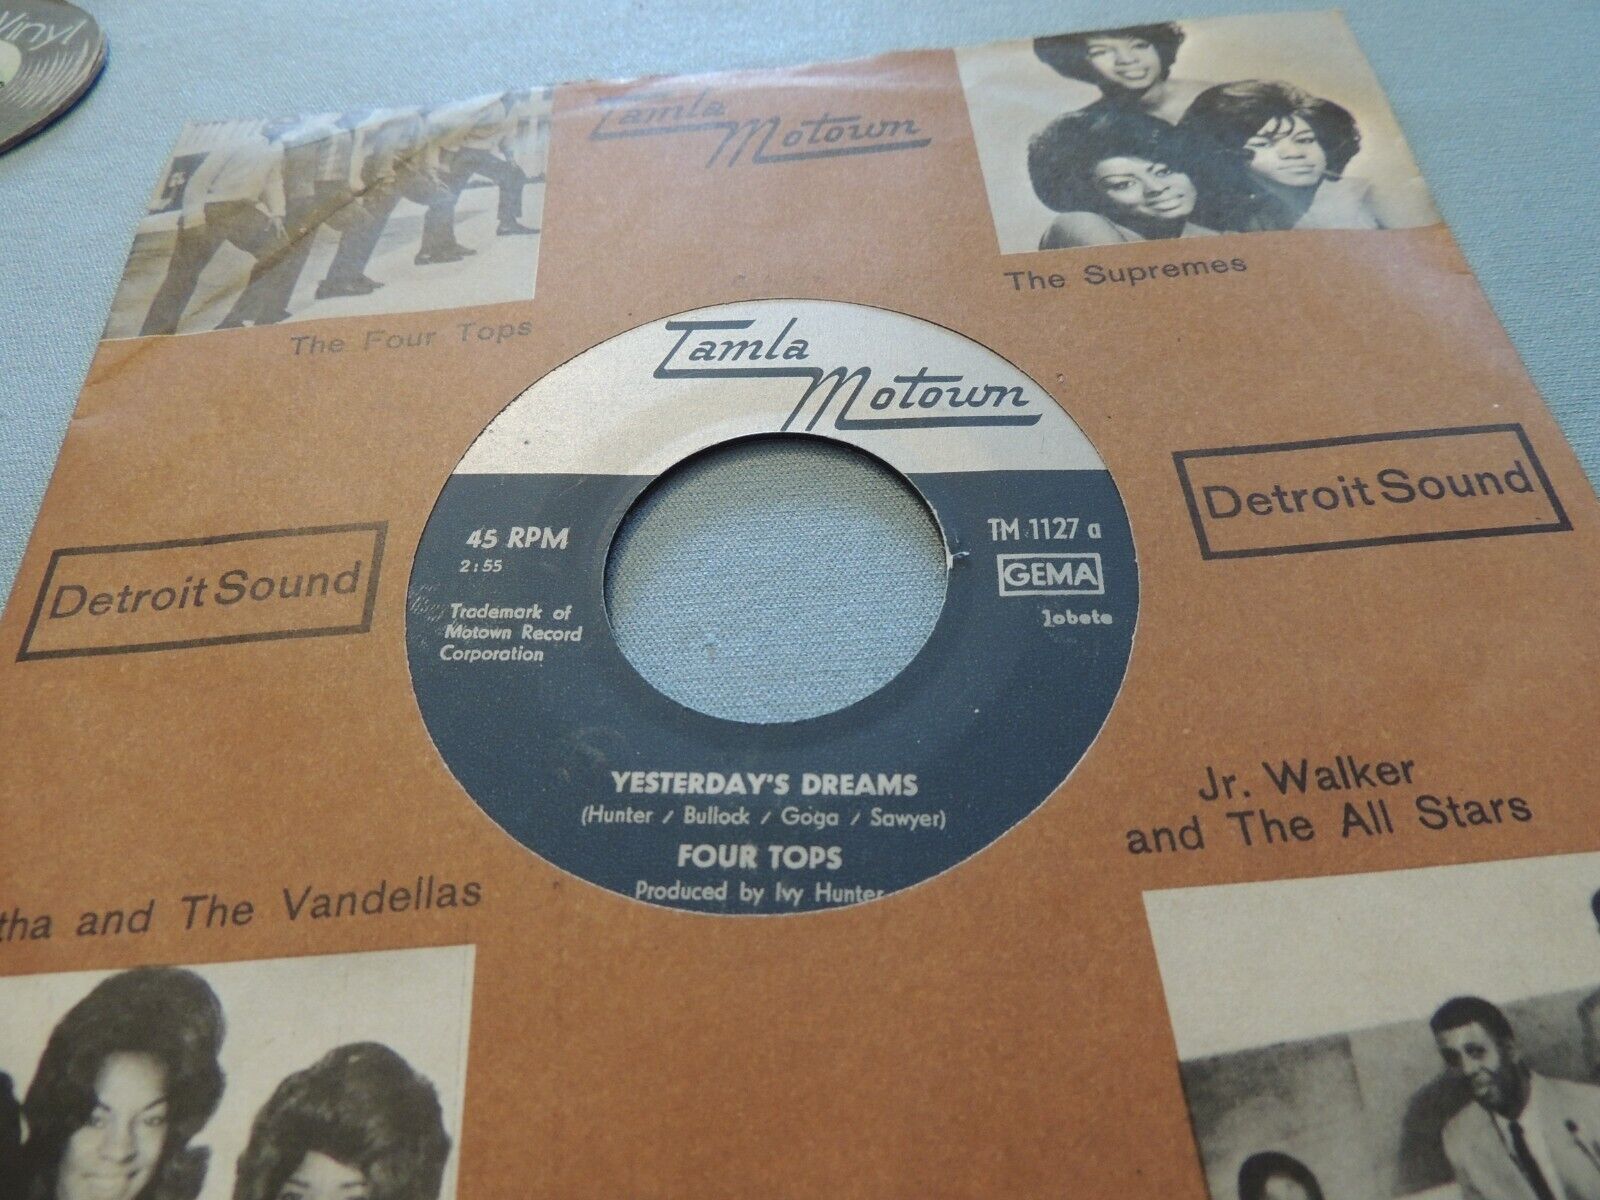 Vinyl
Tamla
Motown
The Four Tops
The Supremes
Tamla
Motown
Detroit Sound
Detroit Sound
45 RPM
2:55
Trademark of
Motown Record
Corporation
TM 1127 a
GEMA
Jobete
YESTERDAY'S DREAMS
(Hunter / Bullock / Goga / Sawyer)
FOUR TOPS
Produced by Ivy Hunter
tha and The Vandellas
Jr. Walker
and The All Stars